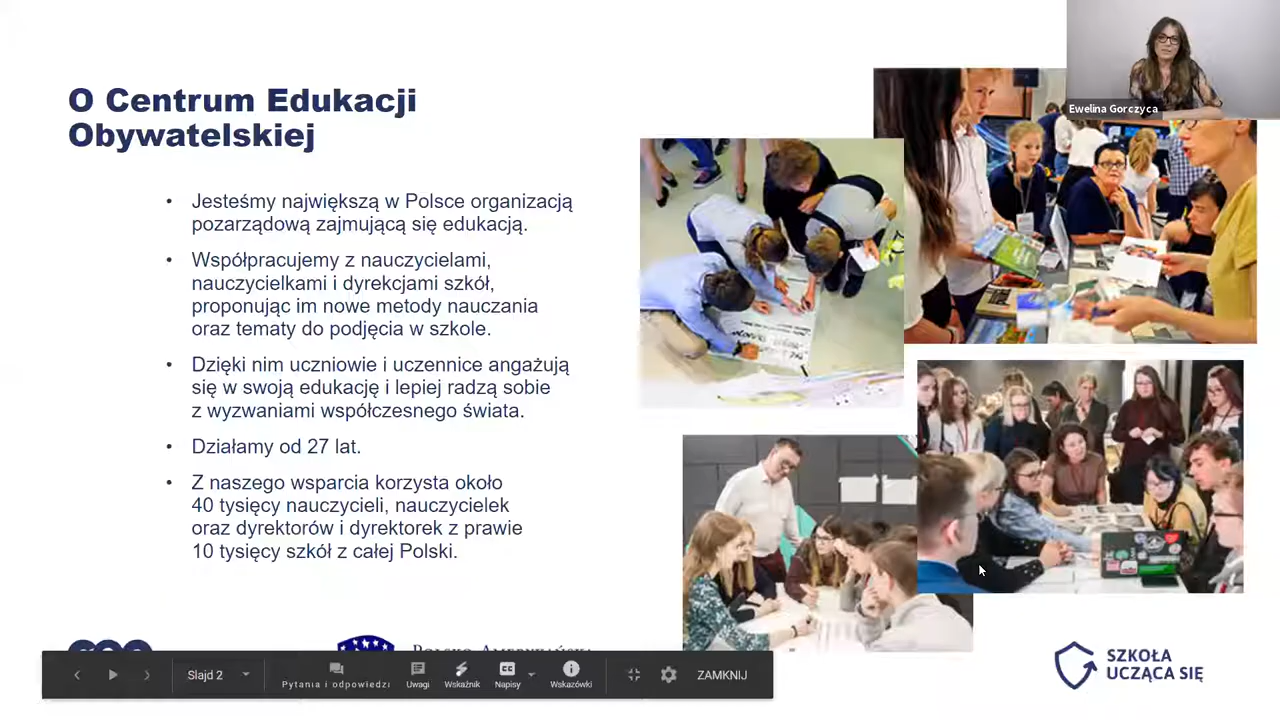 Ewelina Gorczyca
O Centrum Edukacji
Obywatelskiej
• Jesteśmy największą w Polsce organizacją
pozarządową zajmującą się edukacją.
• Współpracujemy z nauczycielami,
nauczycielkami i dyrekcjami szkół,
proponując im nowe metody nauczania
oraz tematy do podjęcia w szkole.
• Dzięki nim uczniowie i uczennice angażują
się w swoją edukację i lepiej radzą sobie
z wyzwaniami współczesnego świata.
• Działamy od 27 lat.
• Z naszego wsparcia korzysta około
40 tysięcy nauczycieli, nauczycielek
oraz dyrektorów i dyrektorek z prawie
10 tysięcy szkół z całej Polski.
Slajd 2
Pytania i odpowiedzi
Uwagi
Wskaźnik
Napisy
Wskazówki
ZAMKNIJ
SZKOŁA
UCZĄCA SIĘ